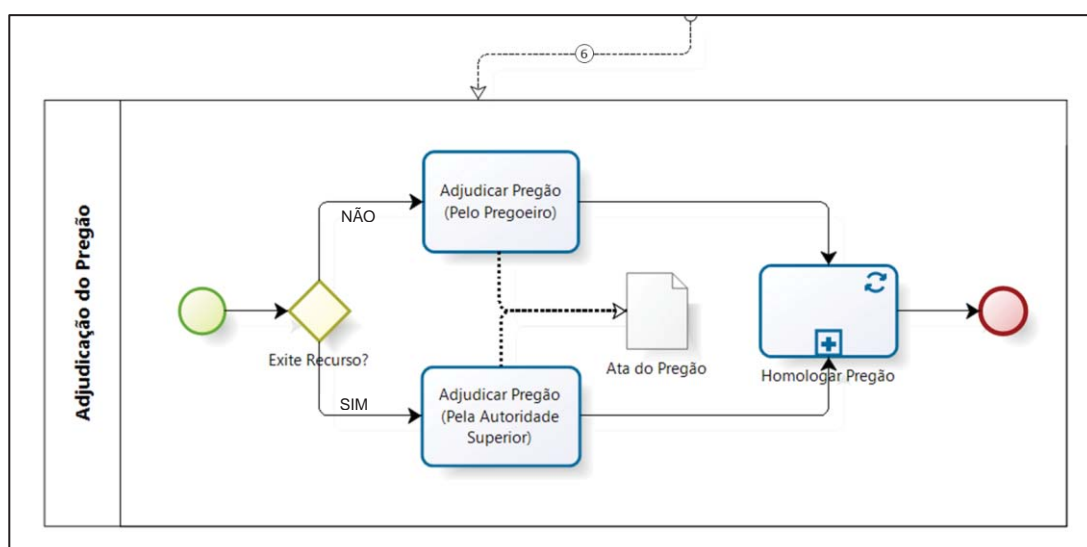 6
Adjudicação do Pregão
NÃO
Adjudicar Pregão
(Pelo Pregoeiro)
Exite Recurso?
Ata do Pregão
Homologar Pregão
SIM
Adjudicar Pregão
(Pela Autoridade
Superior)